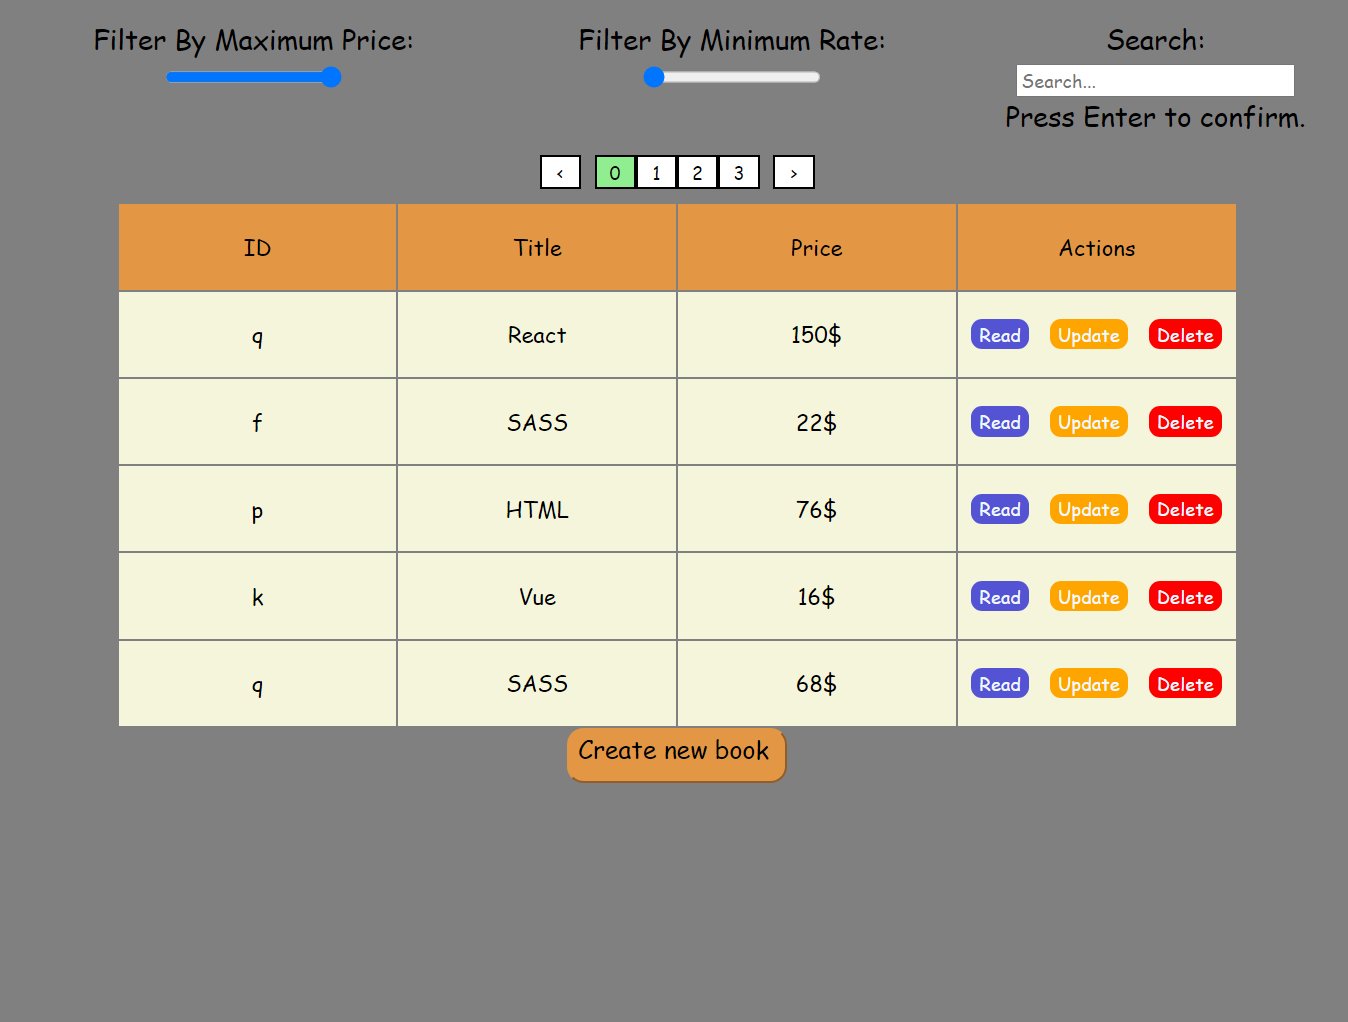 Filter By Maximum Price:
Filter By Minimum Rate:
Search:
Search...
Press Enter to confirm.
‹ 0 1 2 3 ›
ID Title Price Actions
q React 150$ Read Update Delete
f SASS 22$ Read Update Delete
p HTML 76$ Read Update Delete
k Vue 16$ Read Update Delete
q SASS 68$ Read Update Delete
Create new book